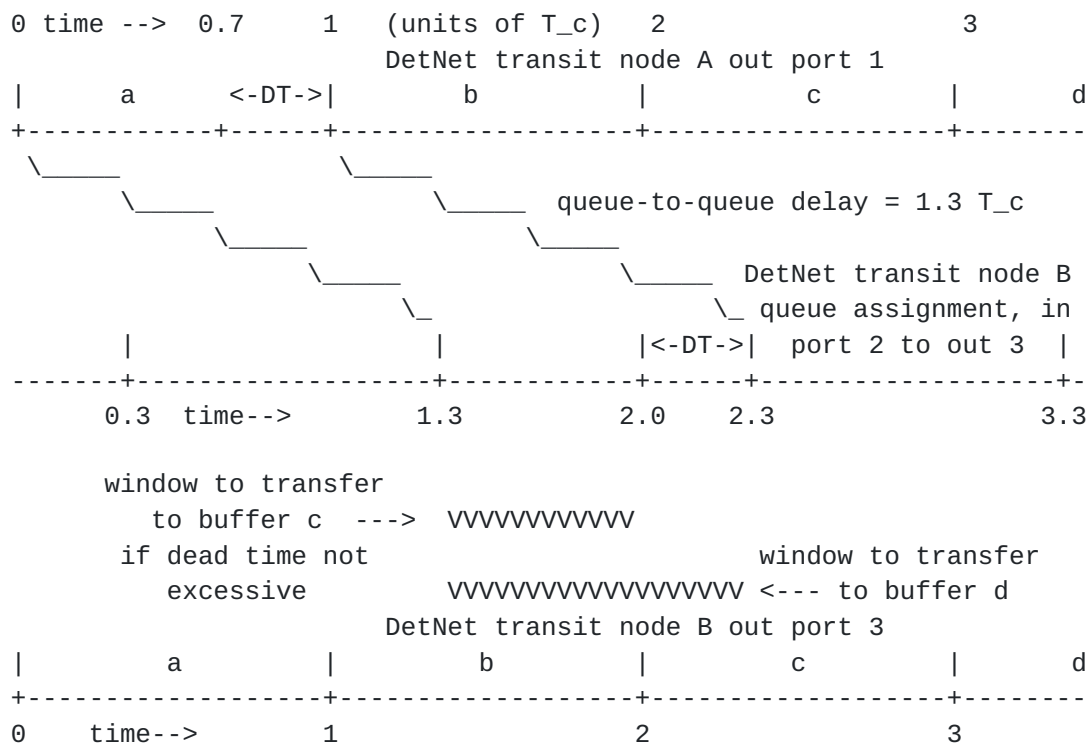 0 time -->  0.7     1   (units of T_c)   2                   3
                        DetNet transit node A out port 1
|      a      <-DT->|        b          |          c        |       d
+------------+------+-------------------+-------------------+--------
 \_____              \_____
       \_____              \_____  queue-to-queue delay = 1.3 T_c
             \_____              \_____
                   \_____              \_____  DetNet transit node B
                         \_                  \_ queue assignment, in
       |                   |            |<-DT->|  port 2 to out 3  |
-------+-------------------+------------+------+-------------------+-
      0.3  time-->        1.3          2.0    2.3                 3.3
      window to transfer
         to buffer c  --->  VVVVVVVVVVVV
       if dead time not                         window to transfer
          excessive         VVVVVVVVVVVVVVVVVVV <--- to buffer d
                        DetNet transit node B out port 3
|         a         |         b         |         c         |       d
+-------------------+-------------------+-------------------+--------
0    time-->        1                   2                   3